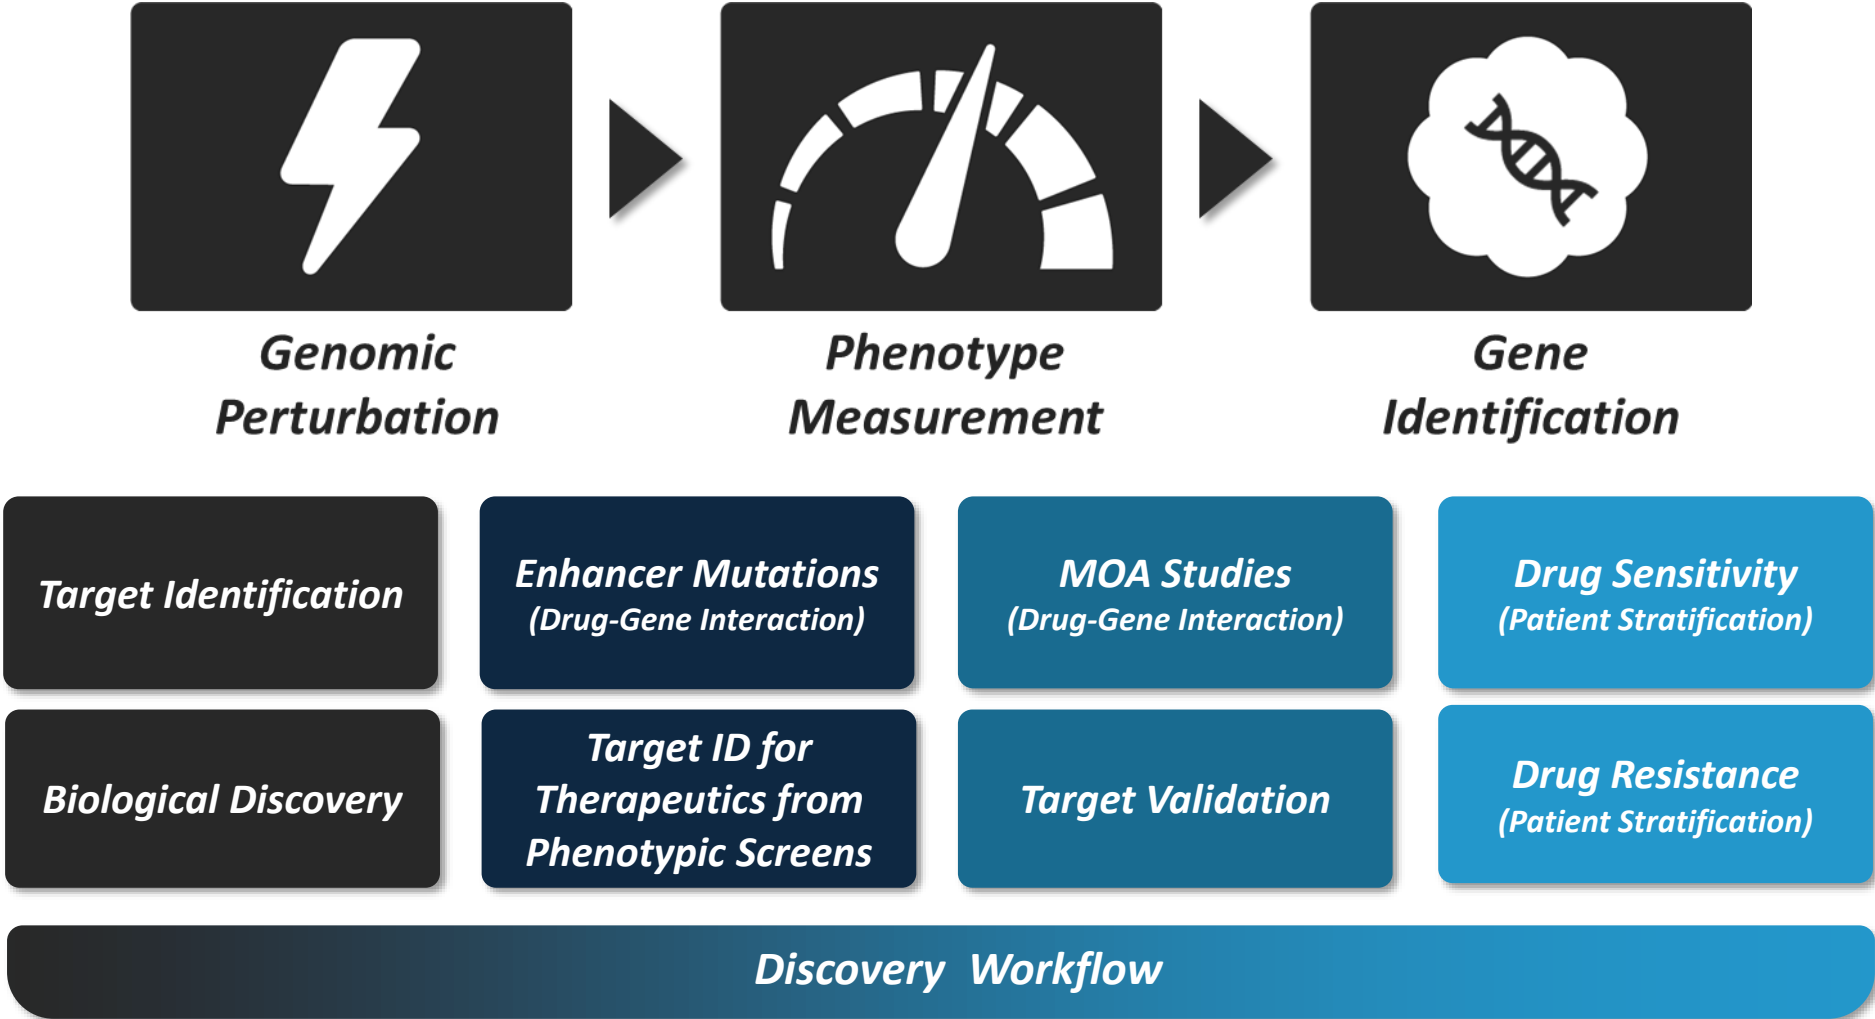 Genomic
Perturbation
Phenotype
Measurement
Gene
Identification
Target Identification
Enhancer Mutations
(Drug-Gene Interaction)
MOA Studies
(Drug-Gene Interaction)
Drug Sensitivity
(Patient Stratification)
Biological Discovery
Target ID for
Therapeutics from
Phenotypic Screens
Target Validation
Drug Resistance
(Patient Stratification)
Discovery Workflow